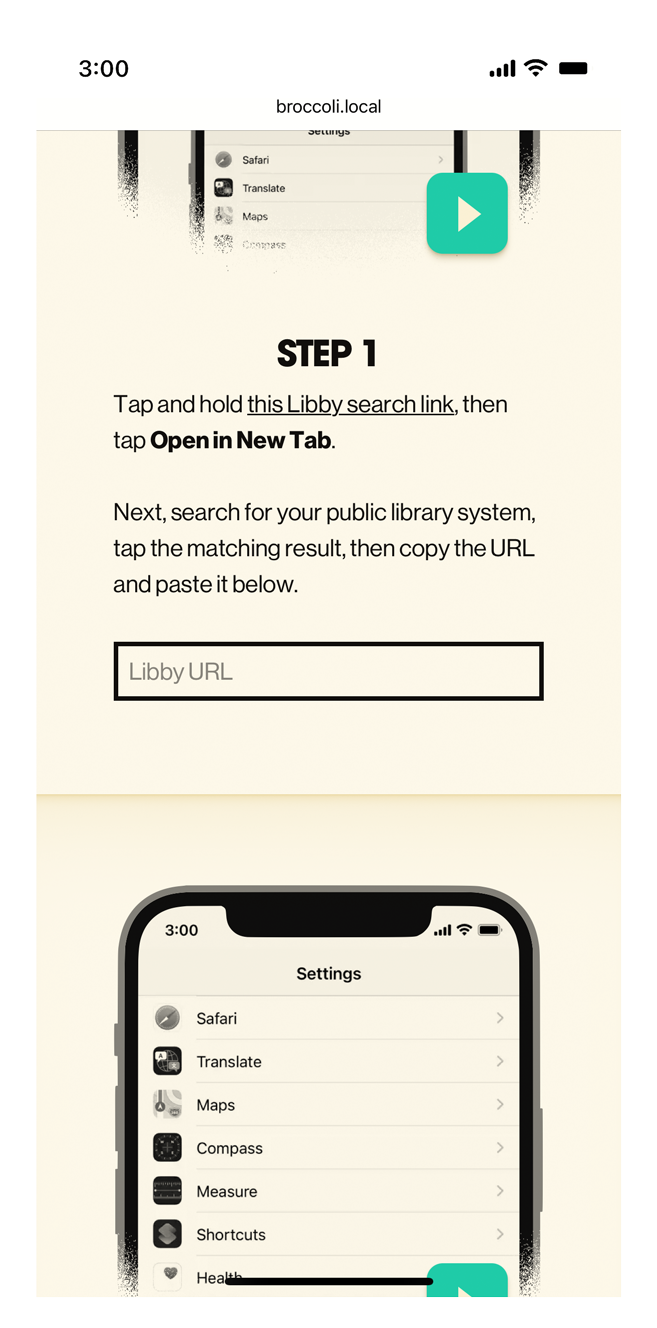 3:00
broccoli.local
Settings
Safari
Translate
Maps
Compass
STEP 1
Tap and hold this Libby search link, then
tap Open in New Tab.
Next, search for your public library system,
tap the matching result, then copy the URL
and paste it below.
Libby URL
3:00
Settings
Safari
Translate
Maps
Compass
Measure
Shortcuts
Health